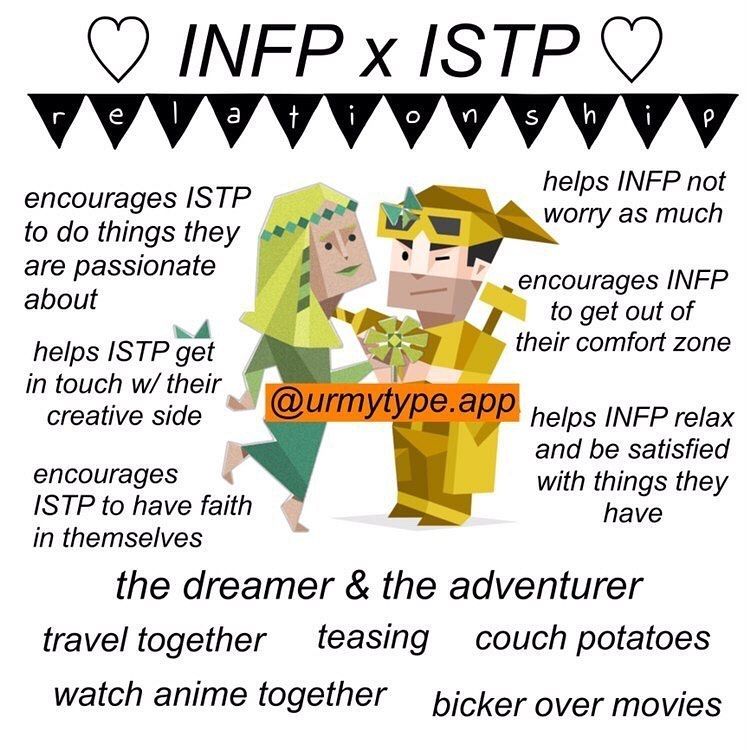 ♡ INFP x ISTP ♡
relationship
encourages ISTP
to do things they
are passionate
about
helps ISTP get
in touch w/ their
creative side
encourages
ISTP to have faith
in themselves
helps INFP not
worry as much
encourages INFP
to get out of
their comfort zone
@urmytype.app
helps INFP relax
and be satisfied
with things they
have
the dreamer & the adventurer
travel together teasing couch potatoes
watch anime together bicker over movies